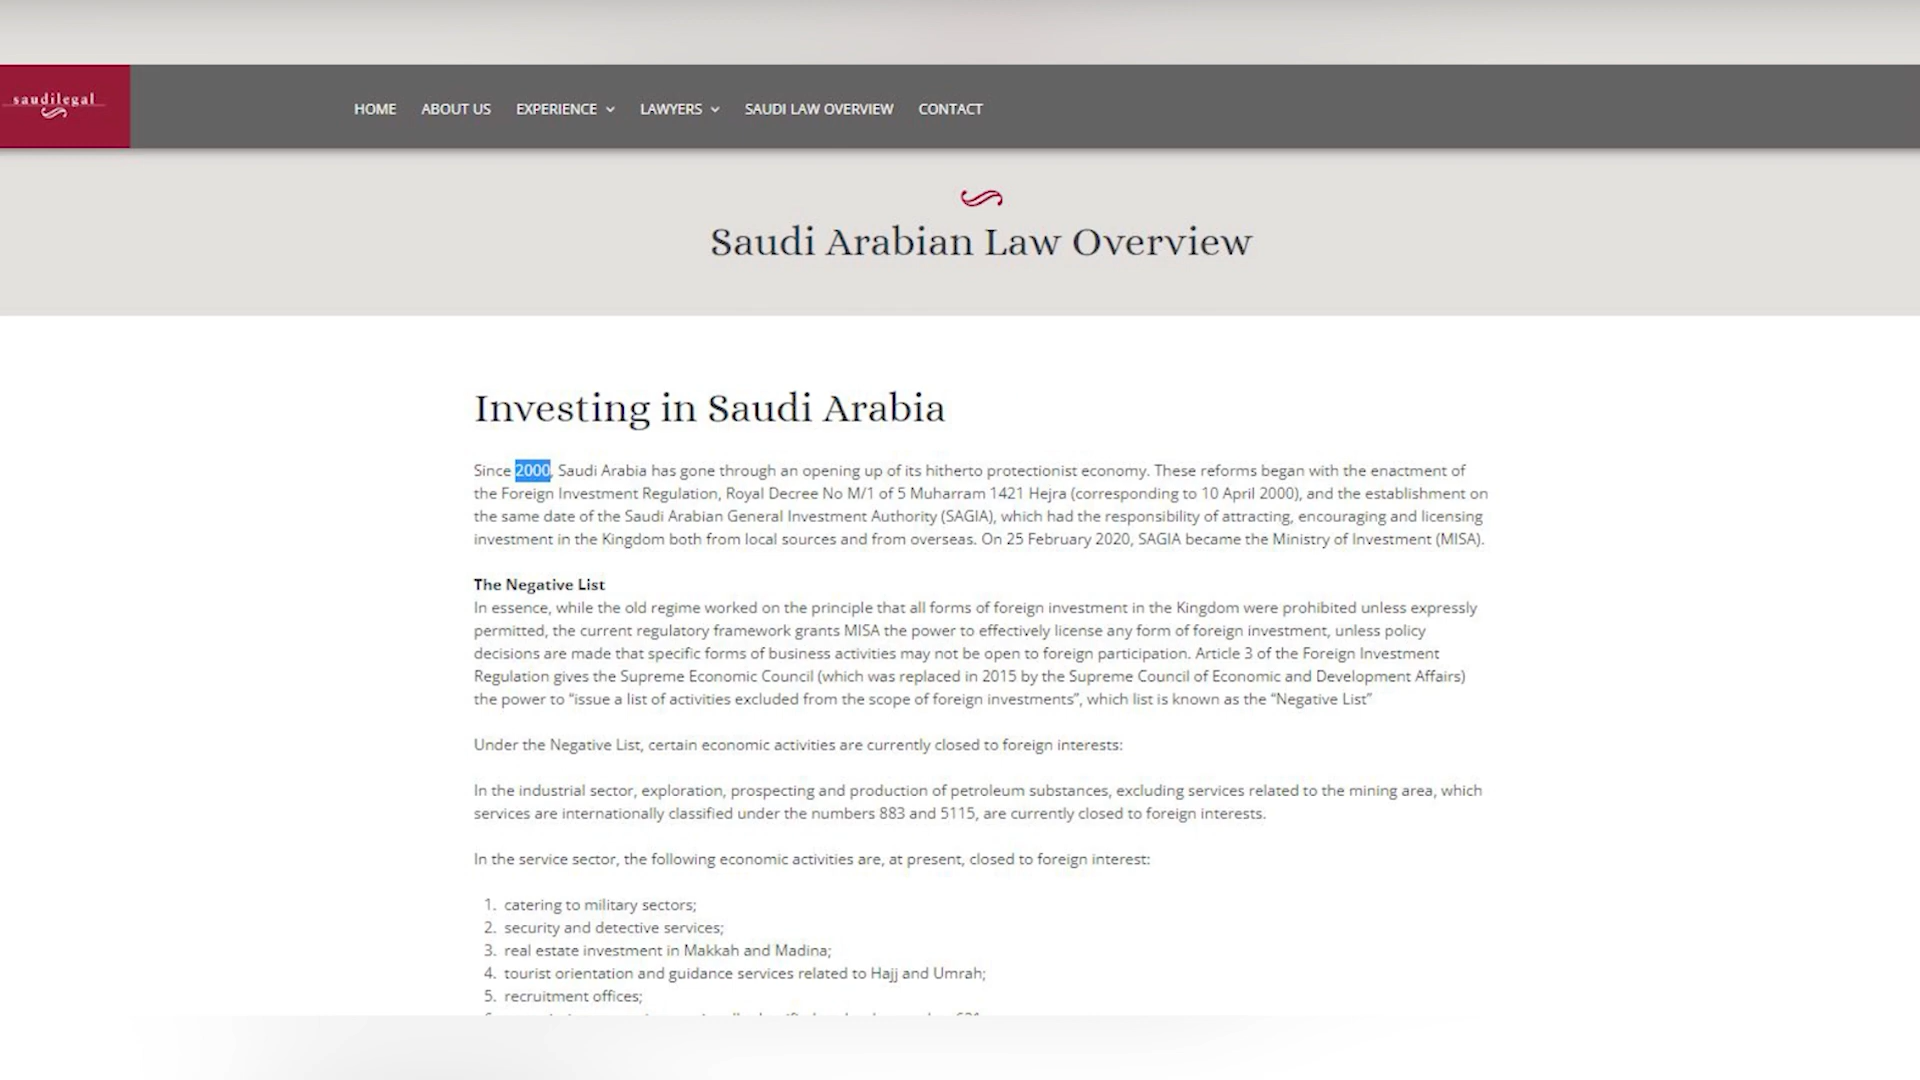 saudilegal
HOME ABOUT US EXPERIENCE LAWYERS SAUDI LAW OVERVIEW CONTACT
Saudi Arabian Law Overview
Investing in Saudi Arabia
Since 2000, Saudi Arabia has gone through an opening up of its hitherto protectionist economy. These reforms began with the enactment of
the Foreign Investment Regulation, Royal Decree No M/1 of 5 Muharram 1421 Hejra (corresponding to 10 April 2000), and the establishment on
the same date of the Saudi Arabian General Investment Authority (SAGIA), which had the responsibility of attracting, encouraging and licensing
investment in the Kingdom both from local sources and from overseas. On 25 February 2020, SAGIA became the Ministry of Investment (MISA).
The Negative List
In essence, while the old regime worked on the principle that all forms of foreign investment in the Kingdom were prohibited unless expressly
permitted, the current regulatory framework grants MISA the power to effectively license any form of foreign investment, unless policy
decisions are made that specific forms of business activities may not be open to foreign participation. Article 3 of the Foreign Investment
Regulation gives the Supreme Economic Council (which was replaced in 2015 by the Supreme Council of Economic and Development Affairs)
the power to “issue a list of activities excluded from the scope of foreign investments”, which list is known as the “Negative List”
Under the Negative List, certain economic activities are currently closed to foreign interests:
In the industrial sector, exploration, prospecting and production of petroleum substances, excluding services related to the mining area, which
services are internationally classified under the numbers 883 and 5115, are currently closed to foreign interests.
In the service sector, the following economic activities are, at present, closed to foreign interest:
1. catering to military sectors;
2. security and detective services;
3. real estate investment in Makkah and Madina;
4. tourist orientation and guidance services related to Hajj and Umrah;
5. recruitment offices;